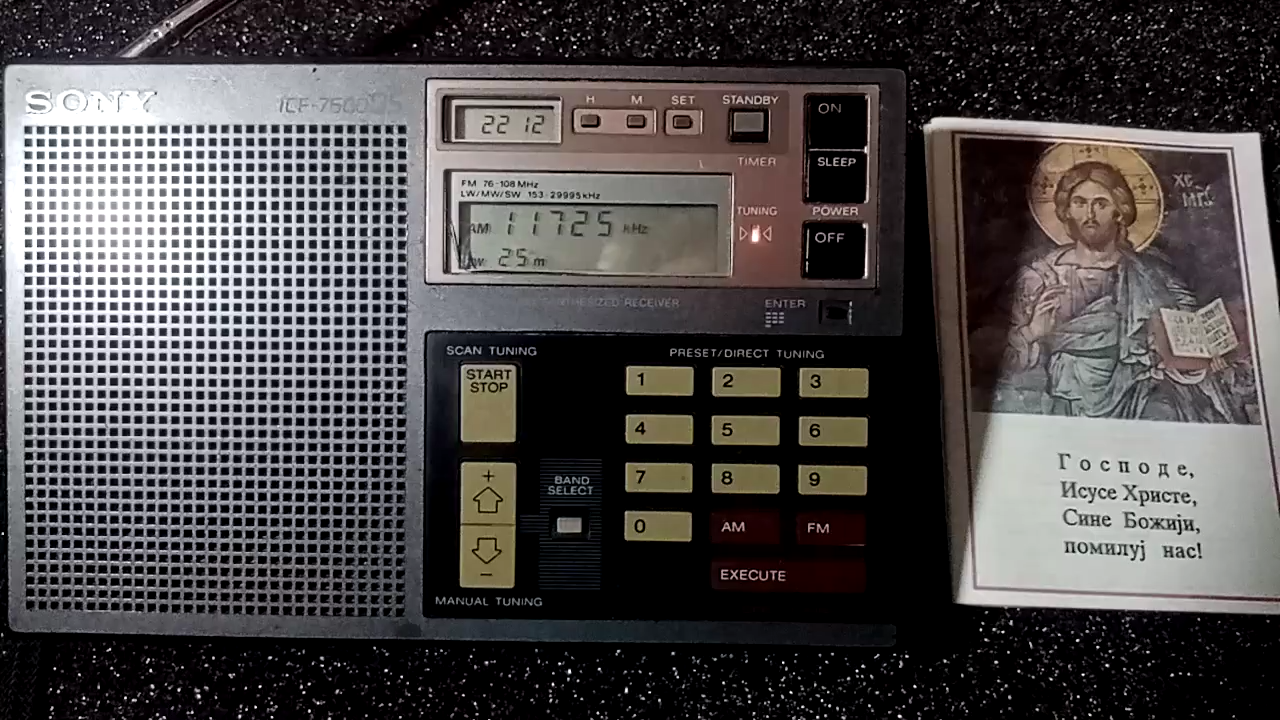 SONY
ICF-7600DS
22 12
H M SET STANDBY
TIMER
ON
SLEEP
POWER
OFF
FM 76-108 MHz
LW/MW/SW 153-29995 kHz
AM 11725 kHz
25 m
TUNING
SYNTHESIZED RECEIVER
ENTER
SCAN TUNING
START
STOP
+
−
MANUAL TUNING
BAND
SELECT
PRESET/DIRECT TUNING
1 2 3
4 5 6
7 8 9
0 AM FM
EXECUTE
Господе,
Исусе Христе,
Сине Божији,
помилуј нас!